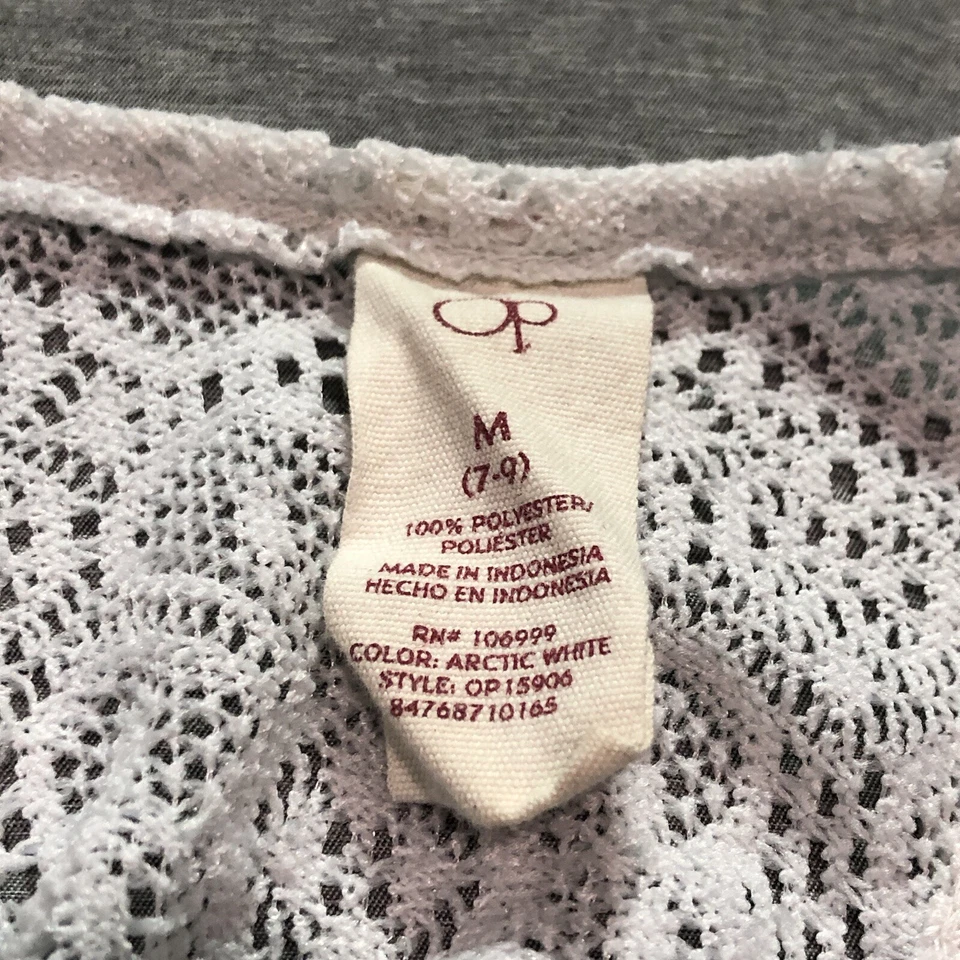 op
M
(7-9)
100% POLYESTER/
POLIESTER
MADE IN INDONESIA
HECHO EN INDONESIA
RN# 106999
COLOR: ARCTIC WHITE
STYLE: OP15906
84768710165